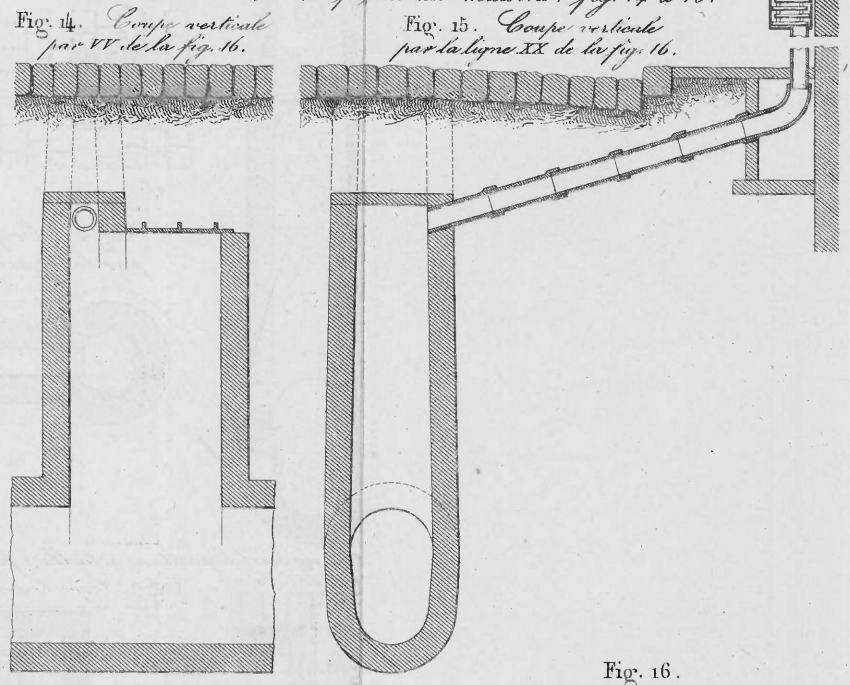 Fig. 14. Coupe verticale
par VV de la fig. 16.
Fig. 15. Coupe verticale
par la ligne XX de la fig. 16.
Fig. 16.